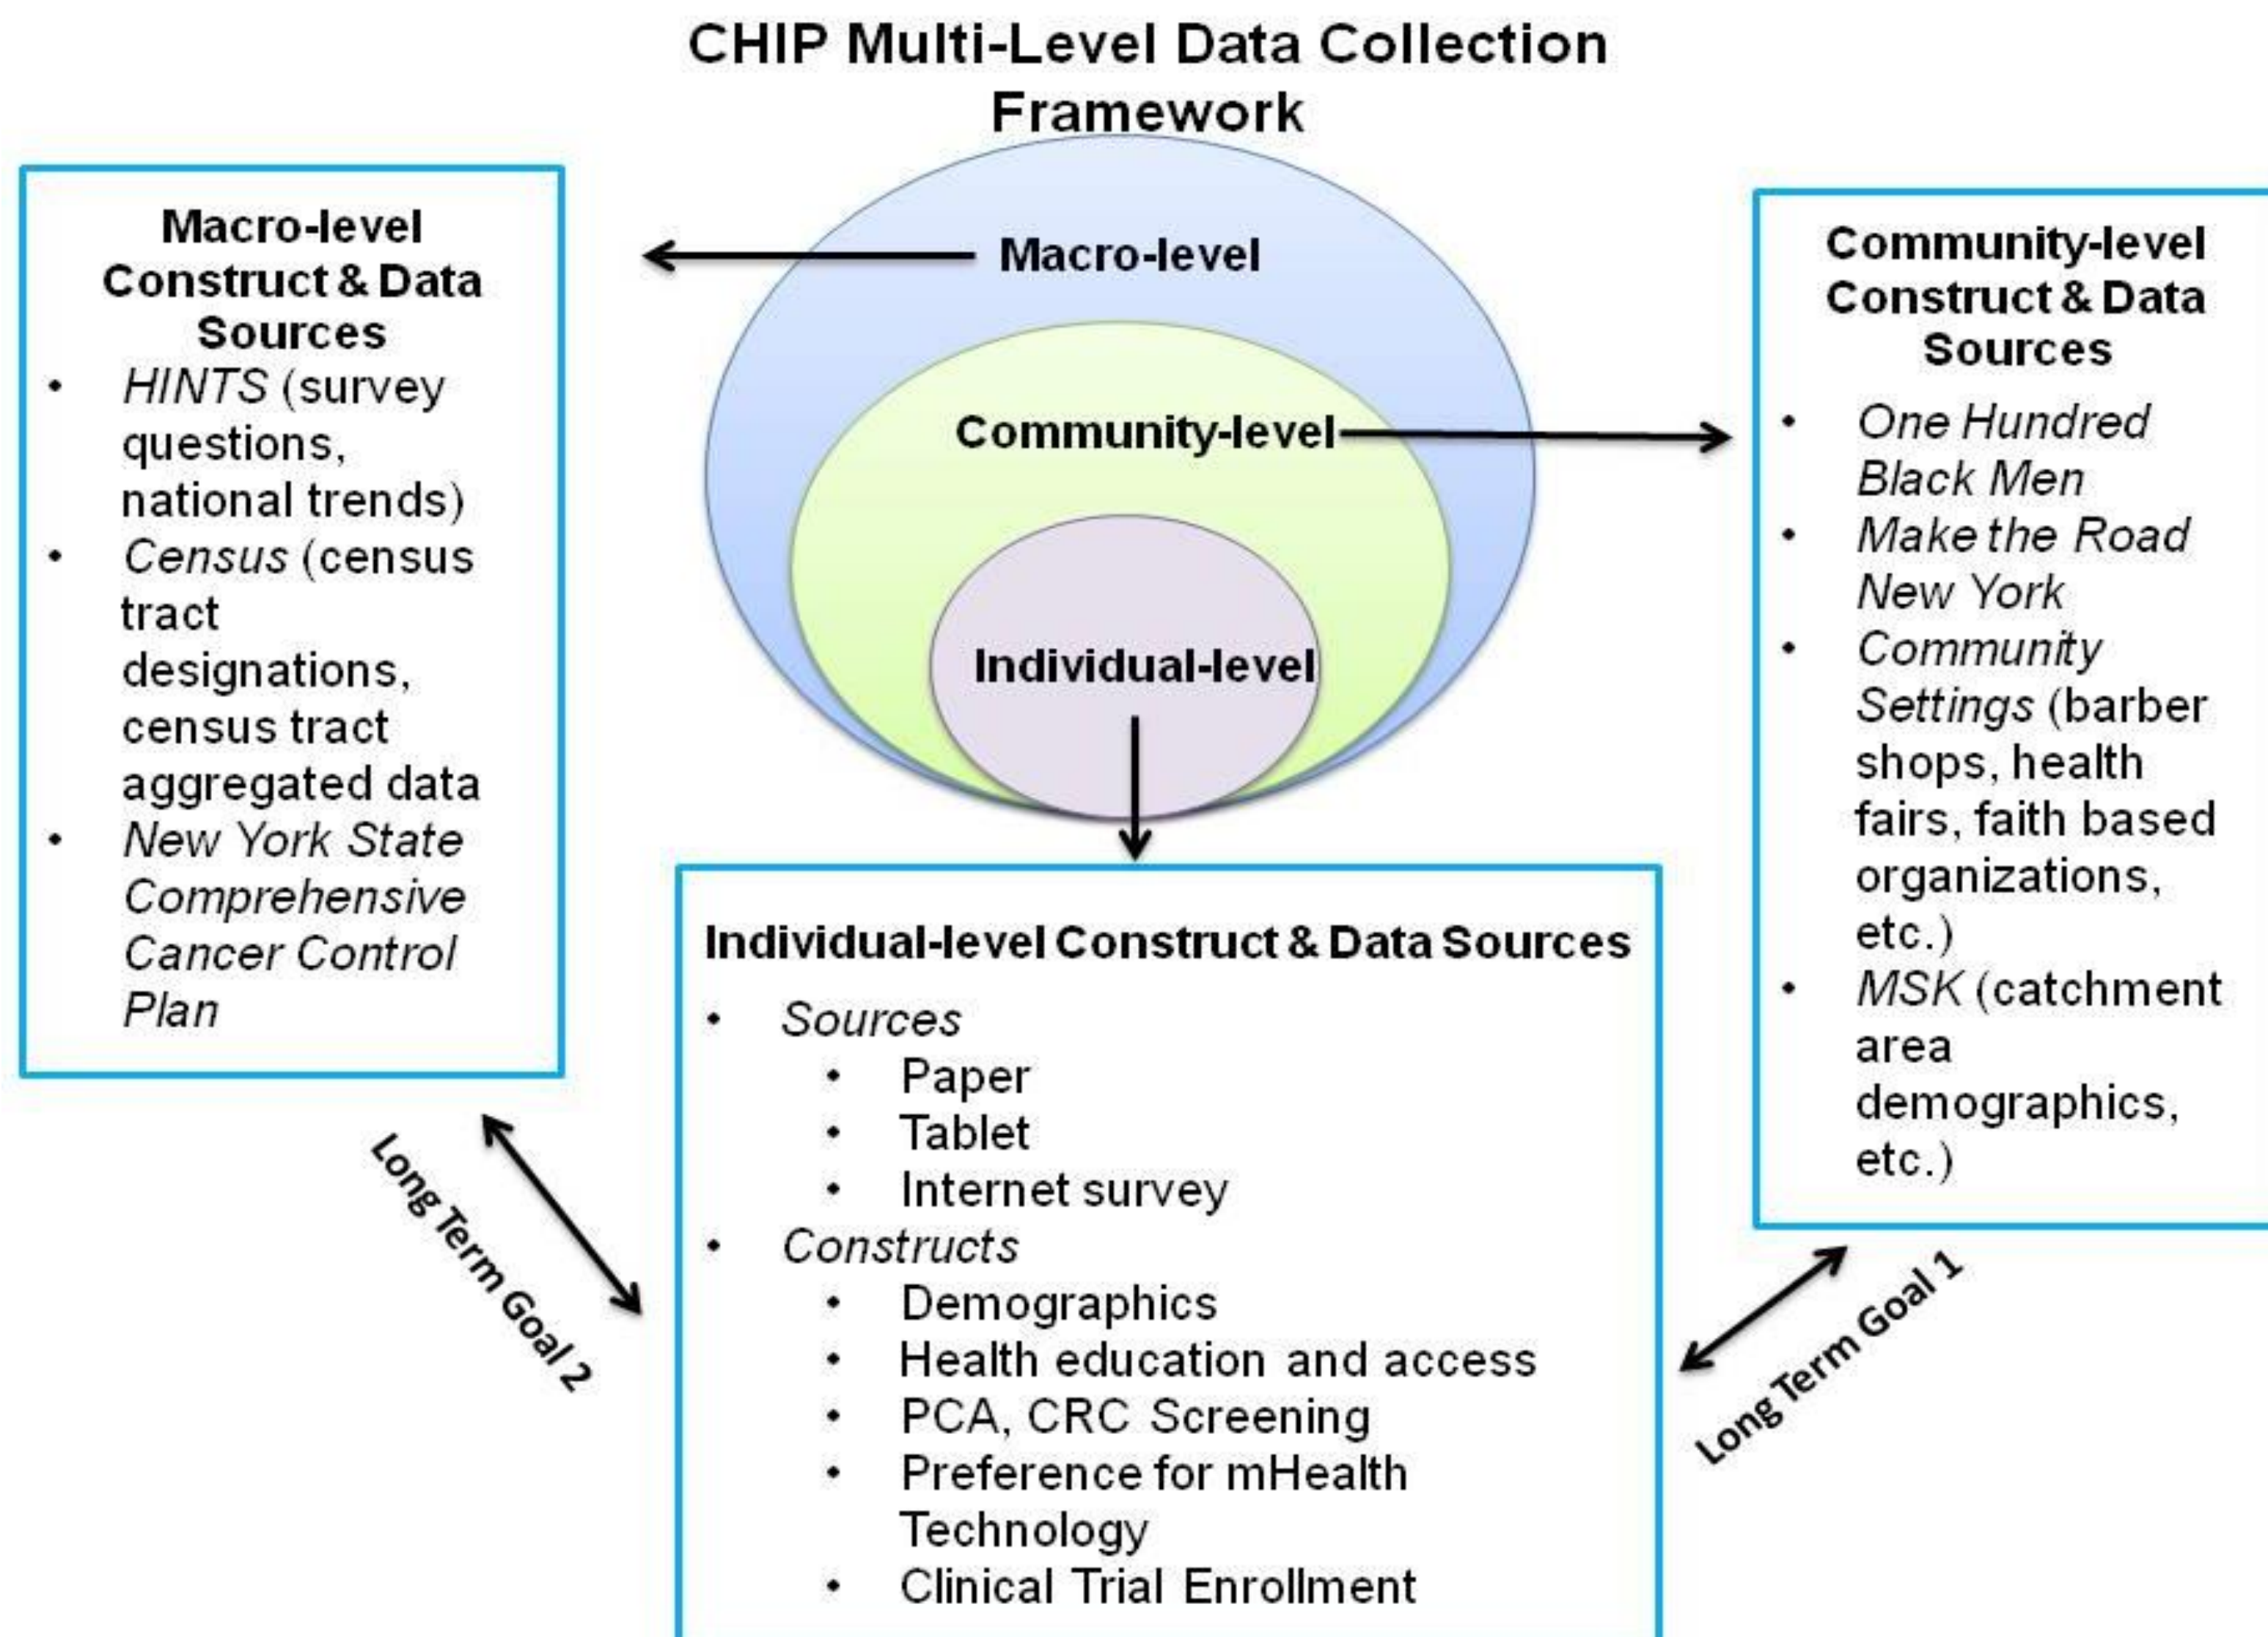 CHIP Multi-Level Data Collection
Framework
Macro-level
Construct & Data
Sources
• HINTS (survey
questions,
national trends)
• Census (census
tract
designations,
census tract
aggregated data
• New York State
Comprehensive
Cancer Control
Plan
Macro-level
Community-level
Individual-level
Community-level
Construct & Data
Sources
• One Hundred
Black Men
• Make the Road
New York
• Community
Settings (barber
shops, health
fairs, faith based
organizations,
etc.)
• MSK (catchment
area
demographics,
etc.)
Individual-level Construct & Data Sources
• Sources
• Paper
• Tablet
• Internet survey
• Constructs
• Demographics
• Health education and access
• PCA, CRC Screening
• Preference for mHealth
Technology
• Clinical Trial Enrollment
Long Term Goal 2
Long Term Goal 1